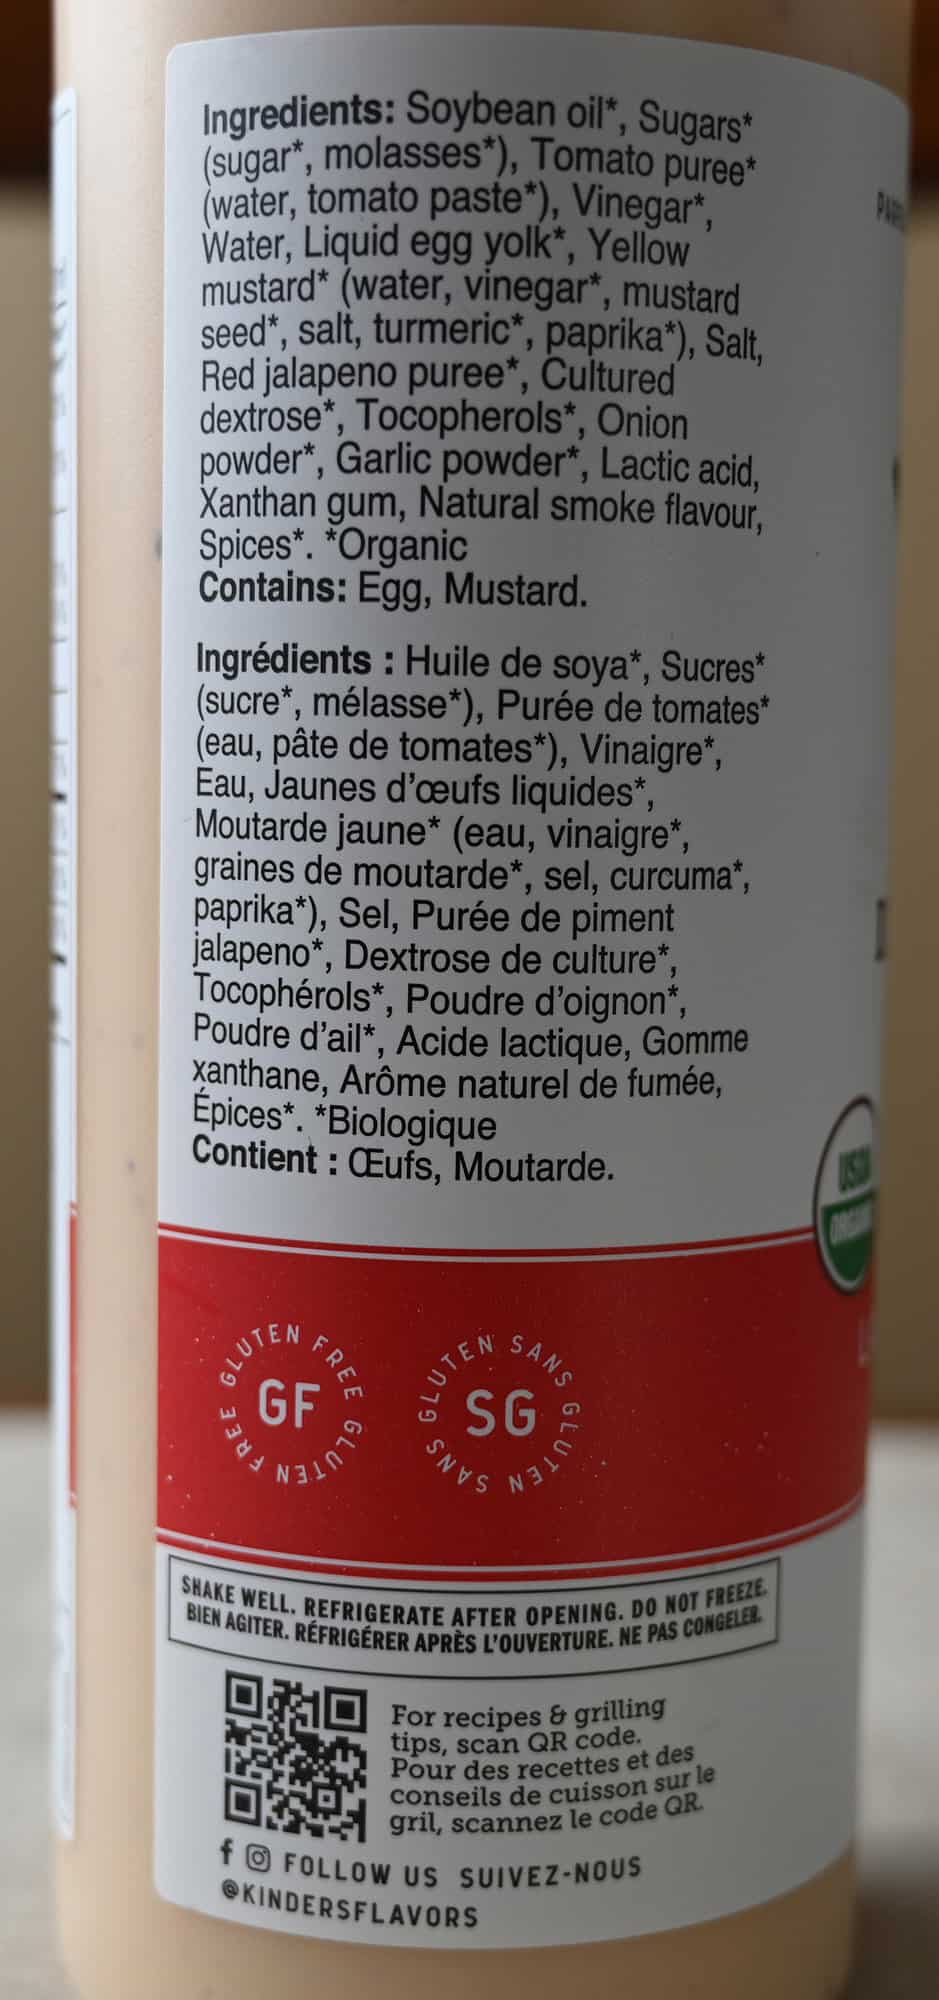 Ingredients: Soybean oil*, Sugars*
(sugar*, molasses*), Tomato puree*
(water, tomato paste*), Vinegar*,
Water, Liquid egg yolk*, Yellow
mustard* (water, vinegar*, mustard
seed*, salt, turmeric*, paprika*), Salt,
Red jalapeno puree*, Cultured
dextrose*, Tocopherols*, Onion
powder*, Garlic powder*, Lactic acid,
Xanthan gum, Natural smoke flavour,
Spices*. *Organic
Contains: Egg, Mustard.
Ingrédients : Huile de soya*, Sucres*
(sucre*, mélasse*), Purée de tomates*
(eau, pâte de tomates*), Vinaigre*,
Eau, Jaunes d'œufs liquides*,
Moutarde jaune* (eau, vinaigre*,
graines de moutarde*, sel, curcuma*,
paprika*), Sel, Purée de piment
jalapeno*, Dextrose de culture*,
Tocophérols*, Poudre d'oignon*,
Poudre d'ail*, Acide lactique, Gomme
xanthane, Arôme naturel de fumée,
Épices*. *Biologique
Contient : Œufs, Moutarde.
USDA
ORGANIC
GLUTEN FREE GLUTEN FREE
GF
SANS GLUTEN SANS GLUTEN
SG
SHAKE WELL. REFRIGERATE AFTER OPENING. DO NOT FREEZE.
BIEN AGITER. RÉFRIGÉRER APRÈS L'OUVERTURE. NE PAS CONGELER.
For recipes & grilling
tips, scan QR code.
Pour des recettes et des
conseils de cuisson sur le
gril, scannez le code QR.
FOLLOW US SUIVEZ-NOUS
@KINDERSFLAVORS